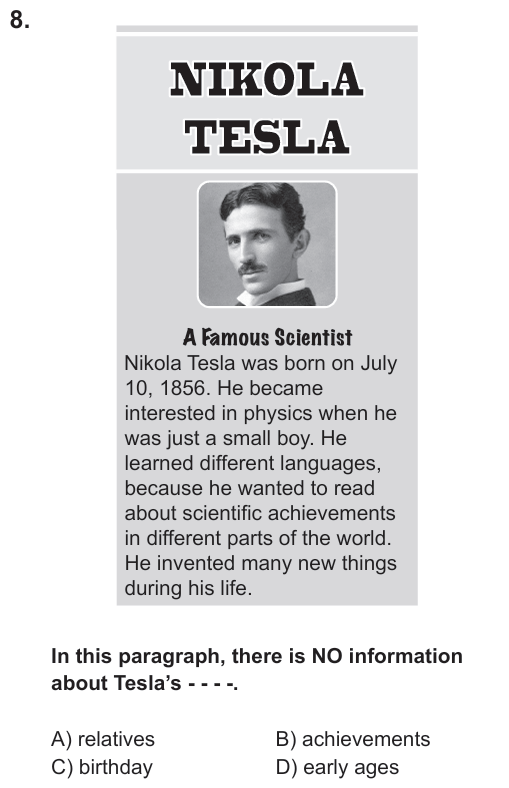 8.
NIKOLA
TESLA
A Famous Scientist
Nikola Tesla was born on July
10, 1856. He became
interested in physics when he
was just a small boy. He
learned different languages,
because he wanted to read
about scientific achievements
in different parts of the world.
He invented many new things
during his life.
In this paragraph, there is NO information
about Tesla’s - - - -.
A) relatives B) achievements
C) birthday D) early ages